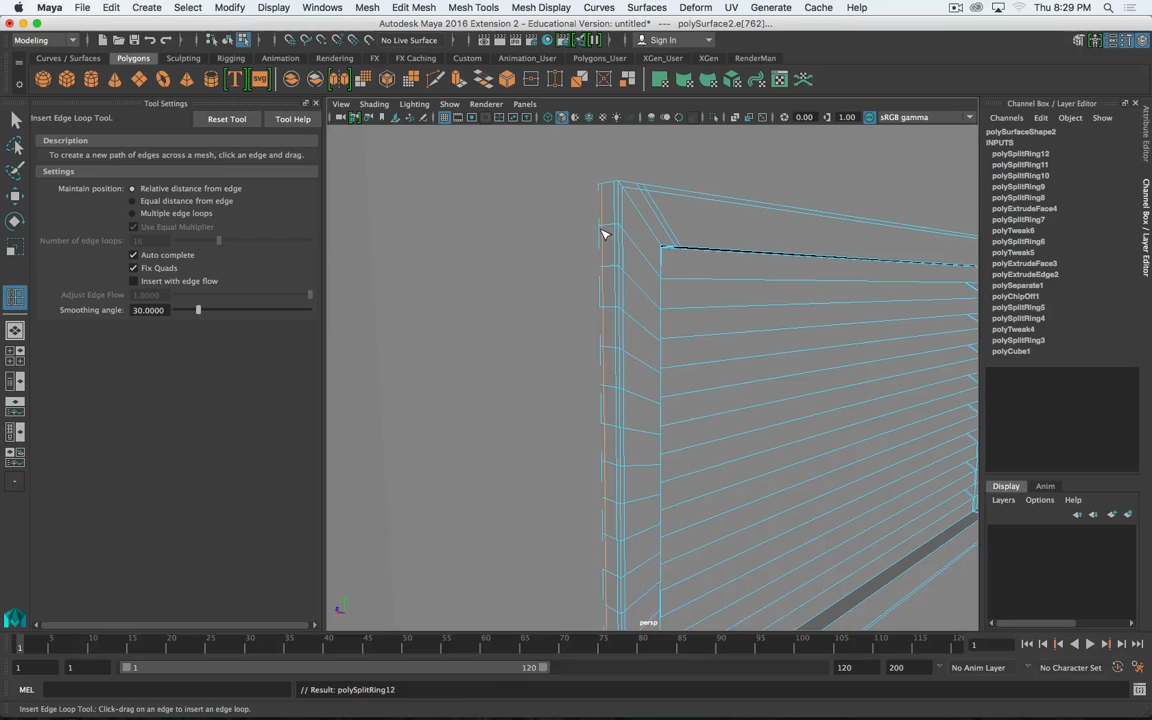 Maya File Edit Create Select Modify Display Windows Mesh Edit Mesh Mesh Tools Mesh Display Curves Surfaces Deform UV Generate Cache Help Thu 8:29 PM
Autodesk Maya 2016 Extension 2 - Educational Version: untitled* --- polySurface2.e[762]...
Modeling No Live Surface Sign In
Curves / Surfaces Polygons Sculpting Rigging Animation Rendering FX FX Caching Custom Animation_User Polygons_User XGen_User XGen RenderMan
T SVG
Tool Settings
Insert Edge Loop Tool. Reset Tool Tool Help
Description
To create a new path of edges across a mesh, click an edge and drag.
Settings
Maintain position: Relative distance from edge
Equal distance from edge
Multiple edge loops
Use Equal Multiplier
Number of edge loops: 16
Auto complete
Fix Quads
Insert with edge flow
Adjust Edge Flow 1.0000
Smoothing angle: 30.0000
View Shading Lighting Show Renderer Panels
0.00 1.00 sRGB gamma
persp
Channel Box / Layer Editor
Channels Edit Object Show
polySurfaceShape2
INPUTS
polySplitRing12
polySplitRing11
polySplitRing10
polySplitRing9
polySplitRing8
polyExtrudeFace4
polySplitRing7
polyTweak6
polySplitRing6
polyTweak5
polyExtrudeFace3
polyExtrudeEdge2
polySeparate1
polyChipOff1
polySplitRing5
polySplitRing4
polyTweak4
polySplitRing3
polyCube1
Display Anim
Layers Options Help
Attribute Editor
Channel Box / Layer Editor
1 5 10 15 20 25 30 35 40 45 50 55 60 65 70 75 80 85 90 95 100 105 110 115 120 1
1 1 1 120 120 200 No Anim Layer No Character Set
MEL // Result: polySplitRing12
Insert Edge Loop Tool.: Click-drag on an edge to insert an edge loop.